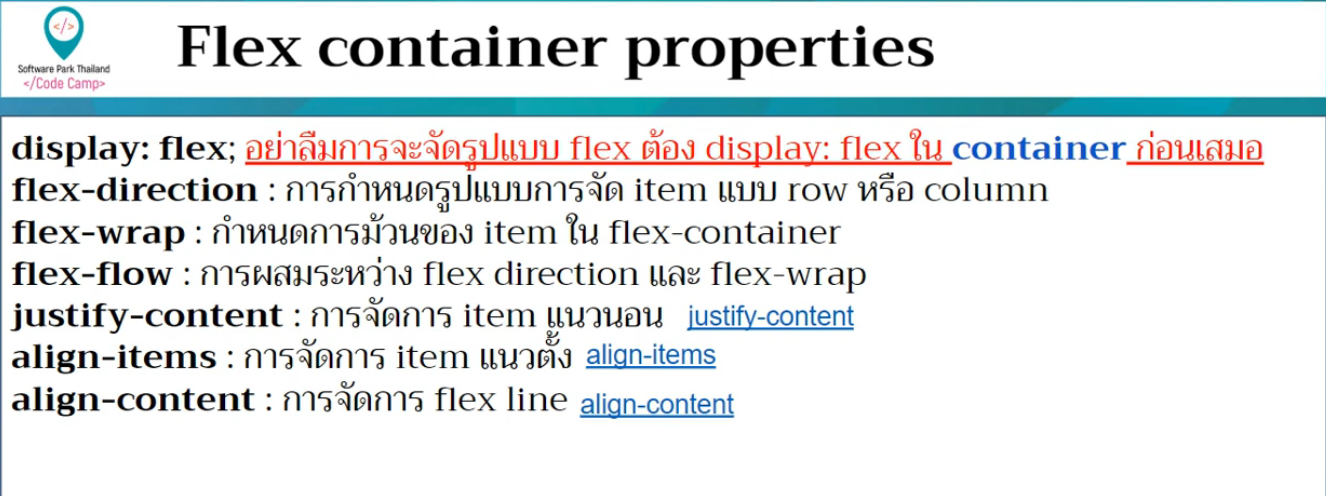 </>
Software Park Thailand
</Code Camp>
Flex container properties
display: flex; อย่าลืมการจะจัดรูปแบบ flex ต้อง display: flex ใน container ก่อนเสมอ
flex-direction : การกำหนดรูปแบบการจัด item แบบ row หรือ column
flex-wrap : กำหนดการม้วนของ item ใน flex-container
flex-flow : การผสมระหว่าง flex direction และ flex-wrap
justify-content : การจัดการ item แนวนอน justify-content
align-items : การจัดการ item แนวตั้ง align-items
align-content : การจัดการ flex line align-content